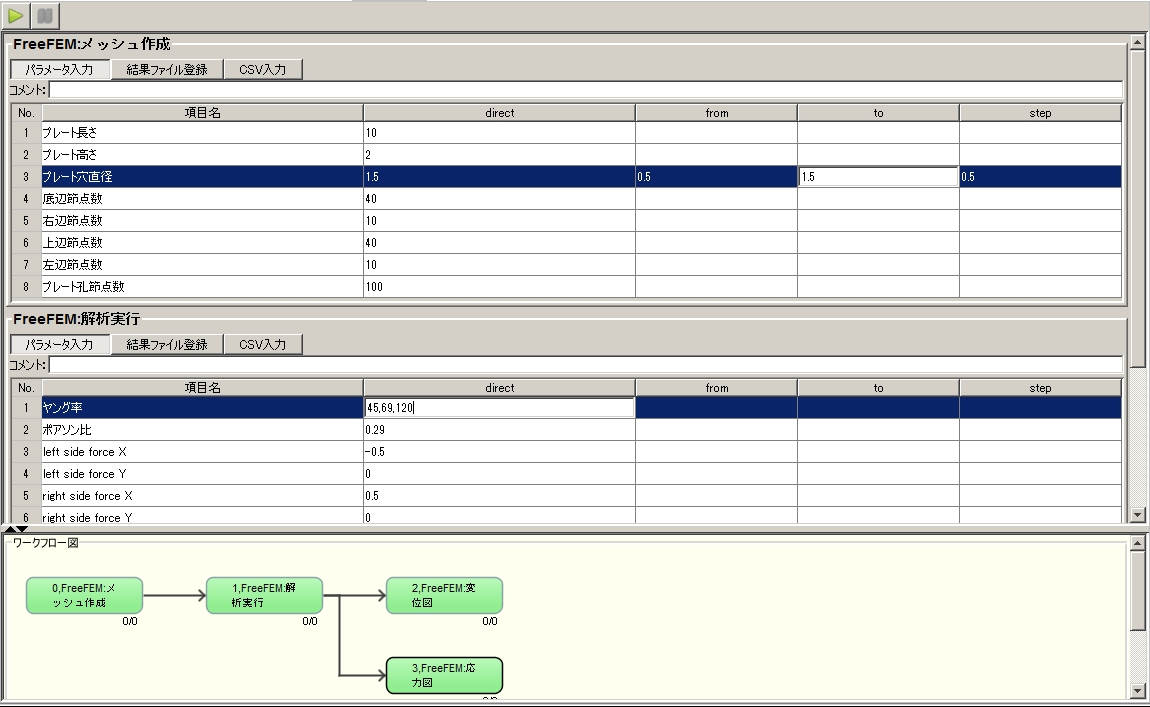 FreeFEM:メッシュ作成
パラメータ入力 結果ファイル登録 CSV入力
コメント:
No. 項目名 direct from to step
1 プレート長さ 10
2 プレート高さ 2
3 プレート穴直径 1.5 0.5 1.5 0.5
4 底辺節点数 40
5 右辺節点数 10
6 上辺節点数 40
7 左辺節点数 10
8 プレート孔節点数 100
FreeFEM:解析実行
パラメータ入力 結果ファイル登録 CSV入力
コメント:
No. 項目名 direct from to step
1 ヤング率 45,69,120
2 ポアソン比 0.29
3 left side force X -0.5
4 left side force Y 0
5 right side force X 0.5
6 right side force Y 0
ワークフロー図
0,FreeFEM:メ
ッシュ作成
0/0
1,FreeFEM:解
析実行
0/0
2,FreeFEM:変
位図
0/0
3,FreeFEM:応
力図